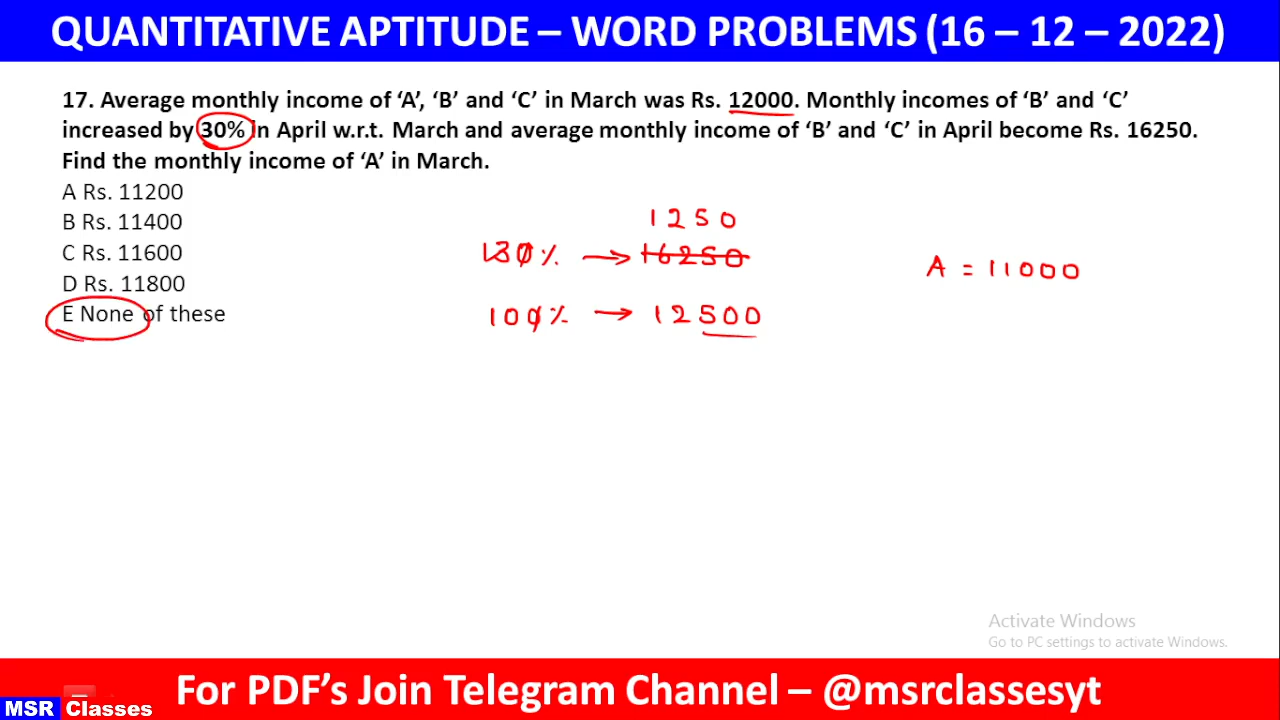 QUANTITATIVE APTITUDE – WORD PROBLEMS (16 – 12 – 2022)
17. Average monthly income of ‘A’, ‘B’ and ‘C’ in March was Rs. 12000. Monthly incomes of ‘B’ and ‘C’
increased by 30% in April w.r.t. March and average monthly income of ‘B’ and ‘C’ in April become Rs. 16250.
Find the monthly income of ‘A’ in March.
A Rs. 11200
B Rs. 11400
C Rs. 11600
D Rs. 11800
E None of these
1250
130% → 16250
100% → 12500
A = 11000
Activate Windows
Go to PC settings to activate Windows.
For PDF’s Join Telegram Channel – @msrclassesyt
MSR Classes